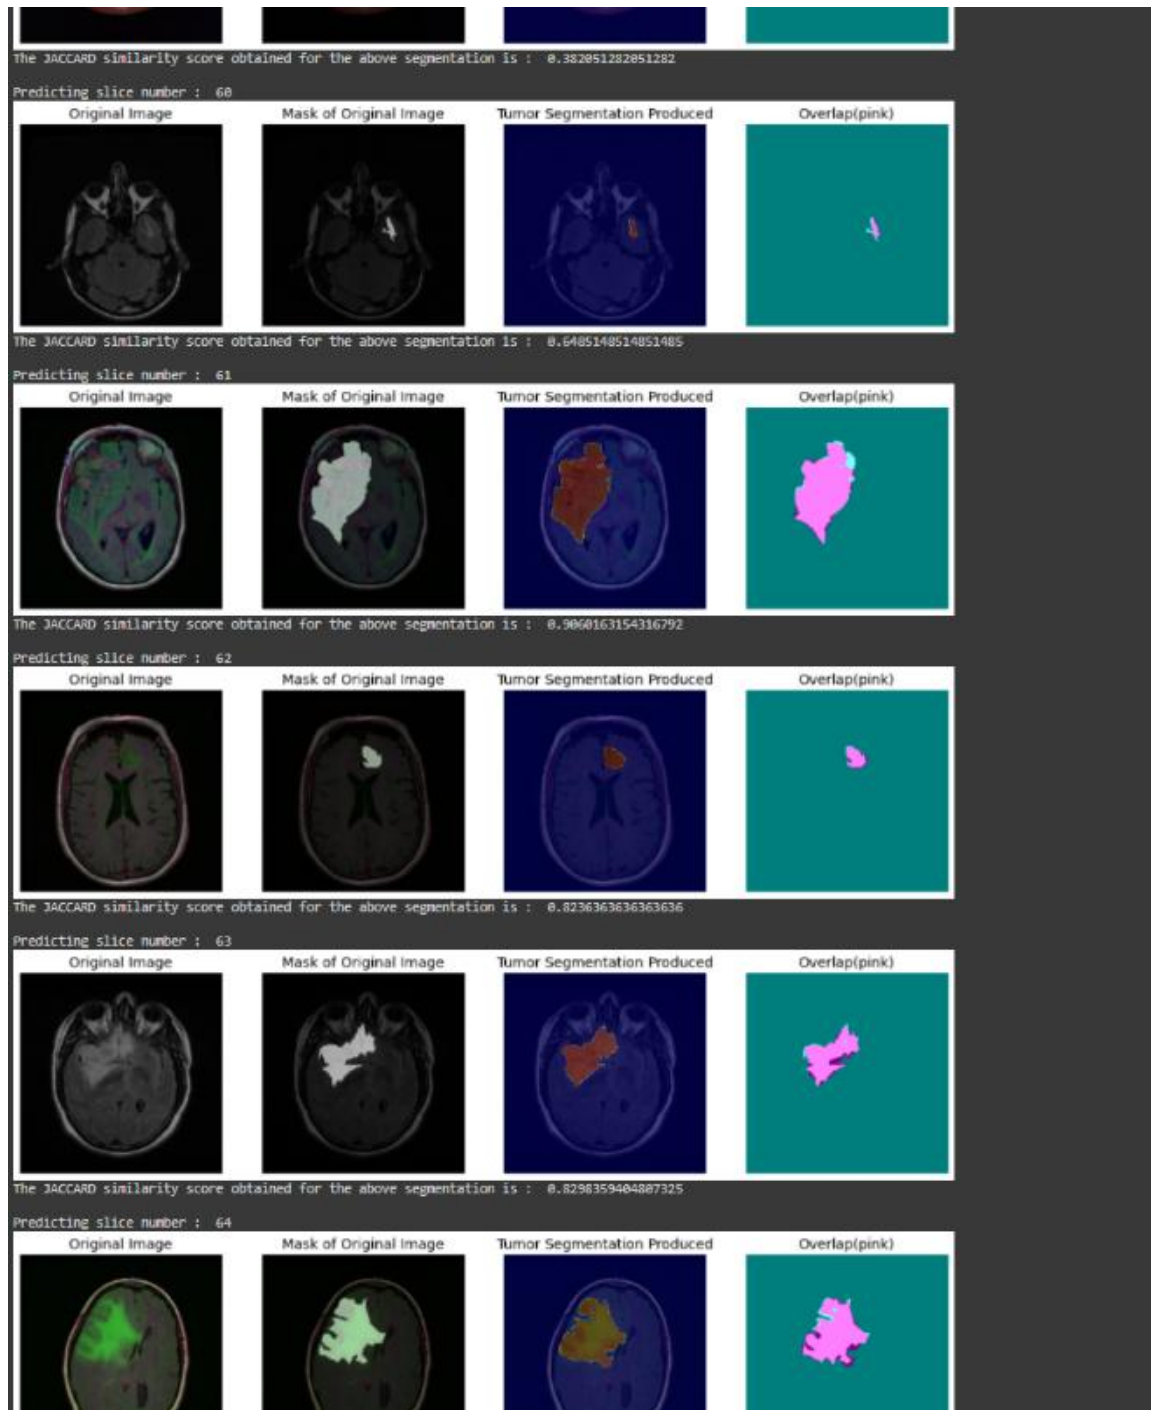 The JACCARD similarity score obtained for the above segmentation is :  0.382051282051282
Predicting slice number :  60
Original Image Mask of Original Image Tumor Segmentation Produced Overlap(pink)
The JACCARD similarity score obtained for the above segmentation is :  0.6485148514851485
Predicting slice number :  61
Original Image Mask of Original Image Tumor Segmentation Produced Overlap(pink)
The JACCARD similarity score obtained for the above segmentation is :  0.9060163154316792
Predicting slice number :  62
Original Image Mask of Original Image Tumor Segmentation Produced Overlap(pink)
The JACCARD similarity score obtained for the above segmentation is :  0.8236363636363636
Predicting slice number :  63
Original Image Mask of Original Image Tumor Segmentation Produced Overlap(pink)
The JACCARD similarity score obtained for the above segmentation is :  0.8298359404807325
Predicting slice number :  64
Original Image Mask of Original Image Tumor Segmentation Produced Overlap(pink)